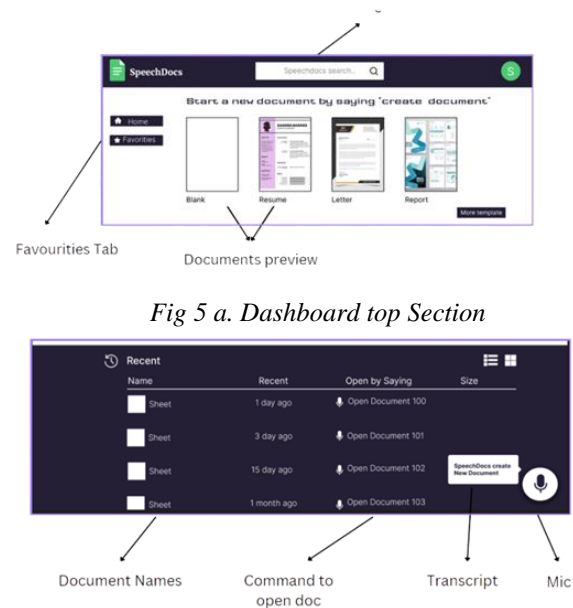 SpeechDocs
Speechdocs search..
S
Start a new document by saying "create document"
Home
Favorities
Blank
Resume
Letter
Report
More template
Favourities Tab
Documents preview
Fig 5 a. Dashboard top Section
Recent
Name Recent Open by Saying Size
Sheet 1 day ago Open Document 100
Sheet 3 day ago Open Document 101
Sheet 15 day ago Open Document 102
SpeechDocs create
New Document
Sheet 1 month ago Open Document 103
Document Names
Command to
open doc
Transcript
Mic